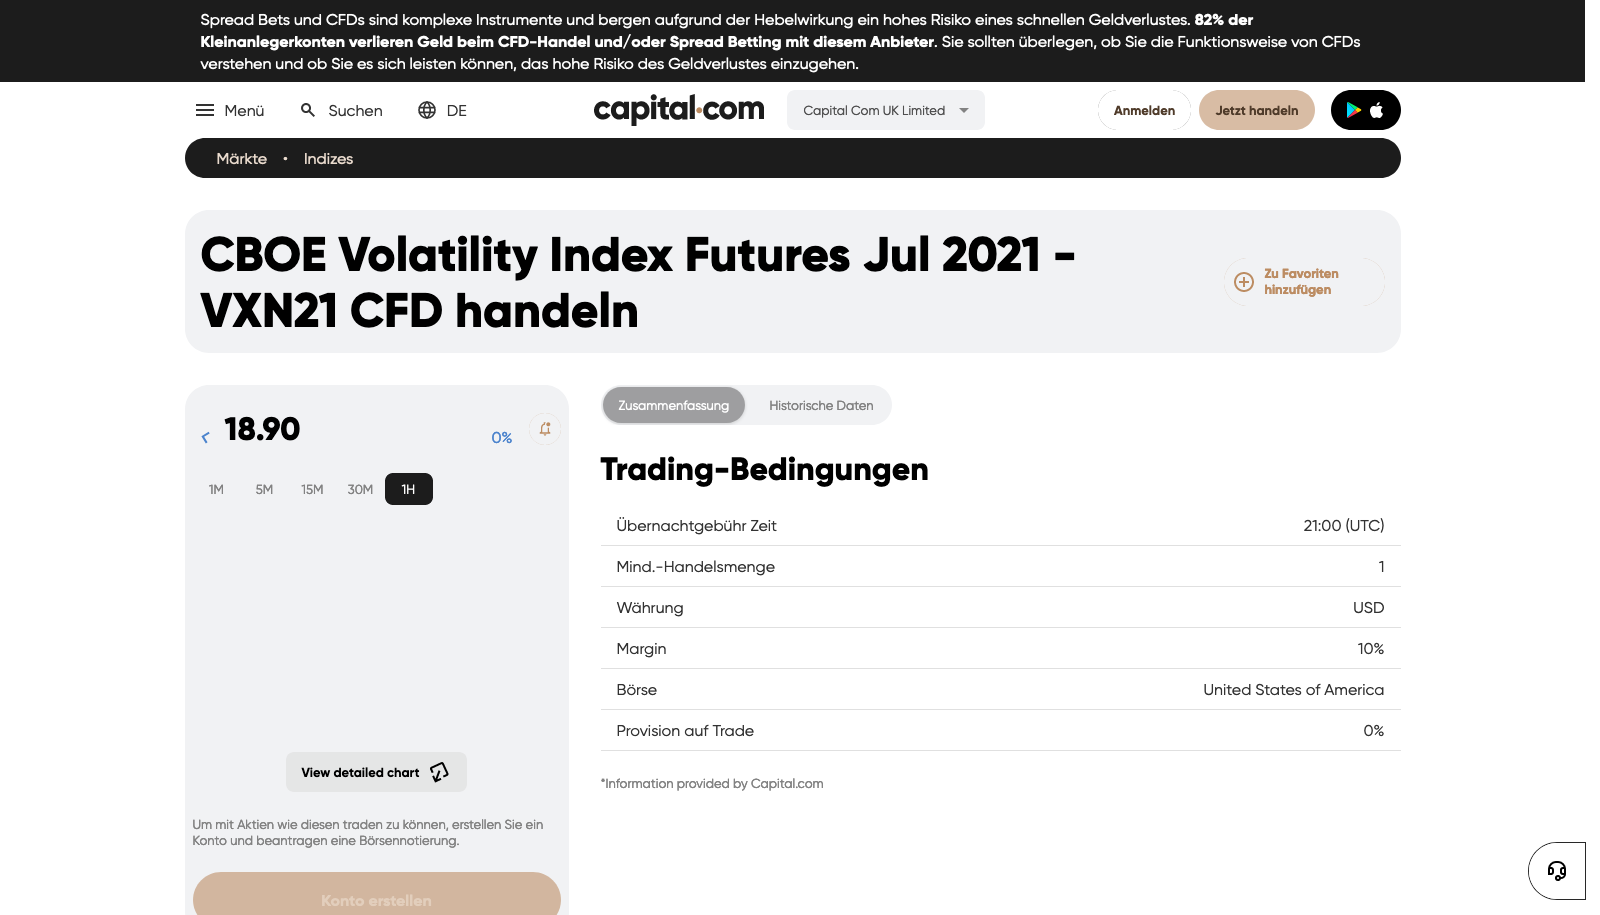 Spread Bets und CFDs sind komplexe Instrumente und bergen aufgrund der Hebelwirkung ein hohes Risiko eines schnellen Geldverlustes. 82% der
Kleinanlegerkonten verlieren Geld beim CFD-Handel und/oder Spread Betting mit diesem Anbieter. Sie sollten überlegen, ob Sie die Funktionsweise von CFDs
verstehen und ob Sie es sich leisten können, das hohe Risiko des Geldverlustes einzugehen.
Menü Suchen DE capital.com Capital Com UK Limited Anmelden Jetzt handeln
Märkte • Indizes
CBOE Volatility Index Futures Jul 2021 -
VXN21 CFD handeln
Zu Favoriten
hinzufügen
18.90 0%
1M 5M 15M 30M 1H
View detailed chart
Um mit Aktien wie diesen traden zu können, erstellen Sie ein
Konto und beantragen eine Börsennotierung.
Konto erstellen
Zusammenfassung Historische Daten
Trading-Bedingungen
Übernachtgebühr Zeit 21:00 (UTC)
Mind.-Handelsmenge 1
Währung USD
Margin 10%
Börse United States of America
Provision auf Trade 0%
*Information provided by Capital.com